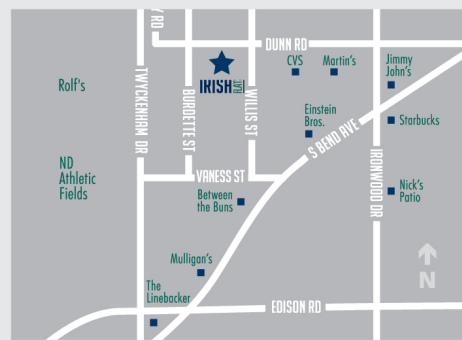 Y RD
DUNN RD
CVS
Martin's
Jimmy
John's
Rolf's
TWYCKENHAM DR
BURDETTE ST
IRISH
WILLIS ST
Einstein
Bros.
S BEND AVE
Starbucks
ND
Athletic
Fields
VANESS ST
IRONWOOD DR
Between
the Buns
Nick's
Patio
Mulligan's
N
The
Linebacker
EDISON RD